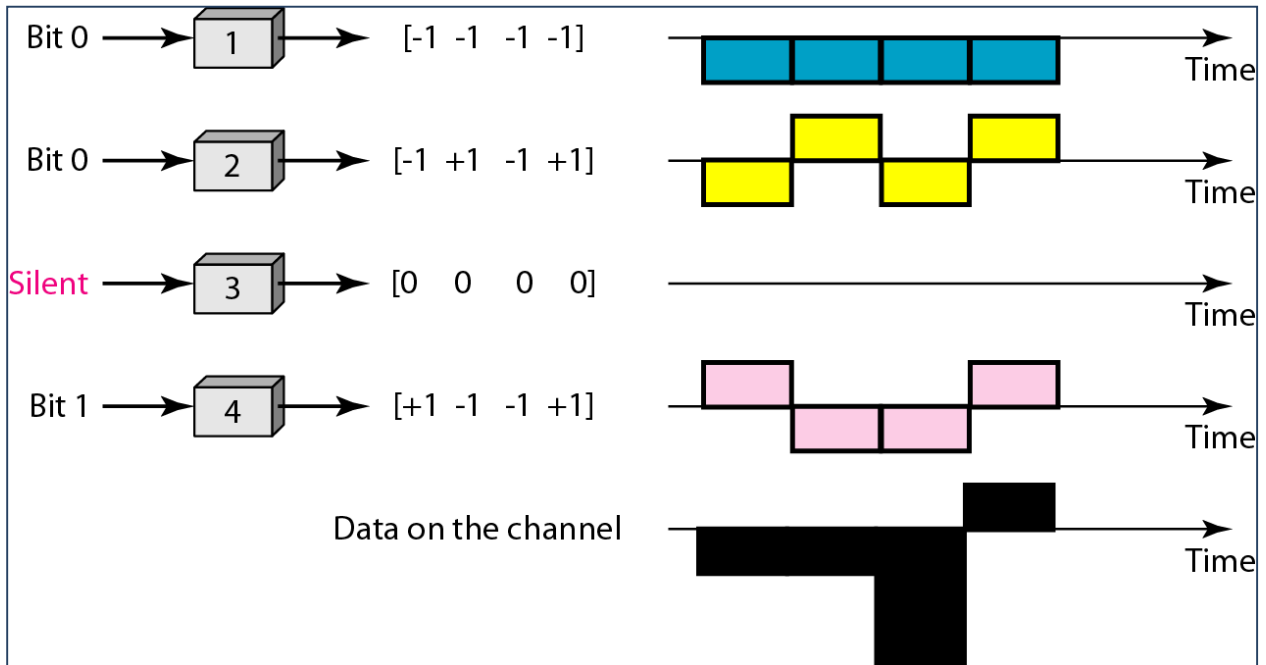 Bit 0 1 [-1 -1 -1 -1]
Time
Bit 0 2 [-1 +1 -1 +1]
Time
Silent 3 [0 0 0 0]
Time
Bit 1 4 [+1 -1 -1 +1]
Time
Data on the channel
Time